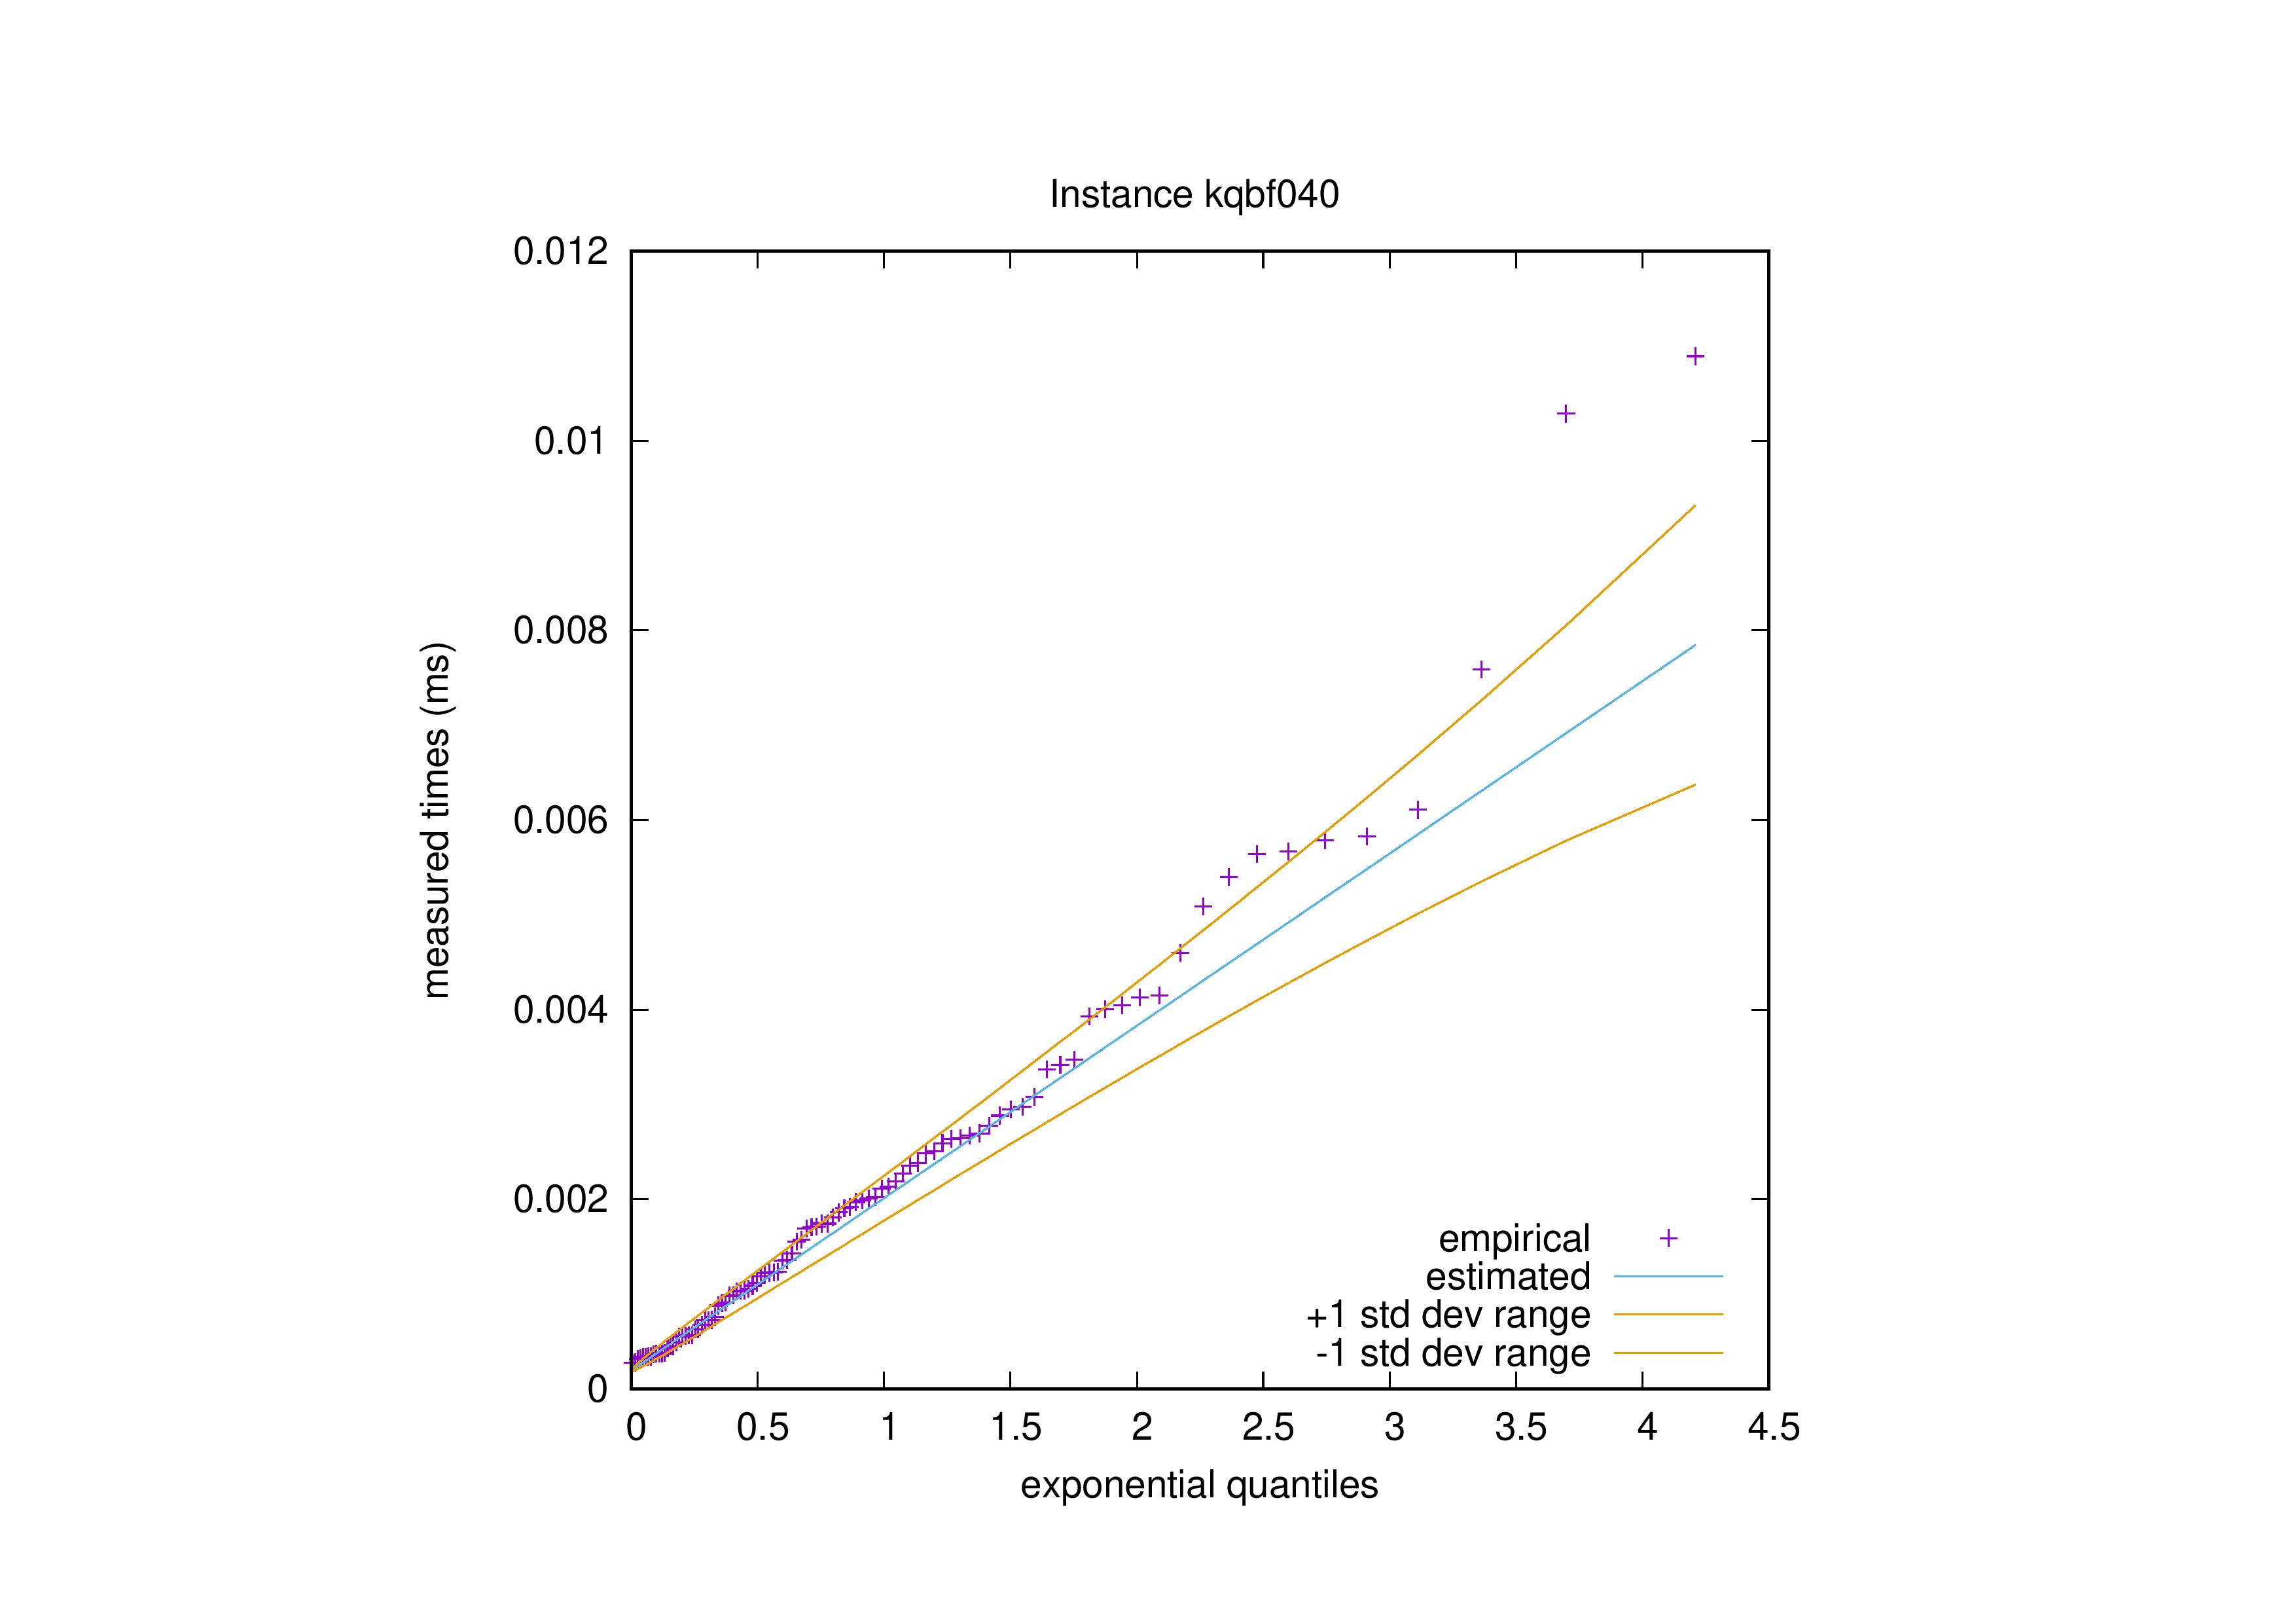 Instance kqbf040
0.012
0.01
0.008
0.006
0.004
0.002
0
measured times (ms)
empirical
estimated
+1 std dev range
-1 std dev range
0 0.5 1 1.5 2 2.5 3 3.5 4 4.5
exponential quantiles